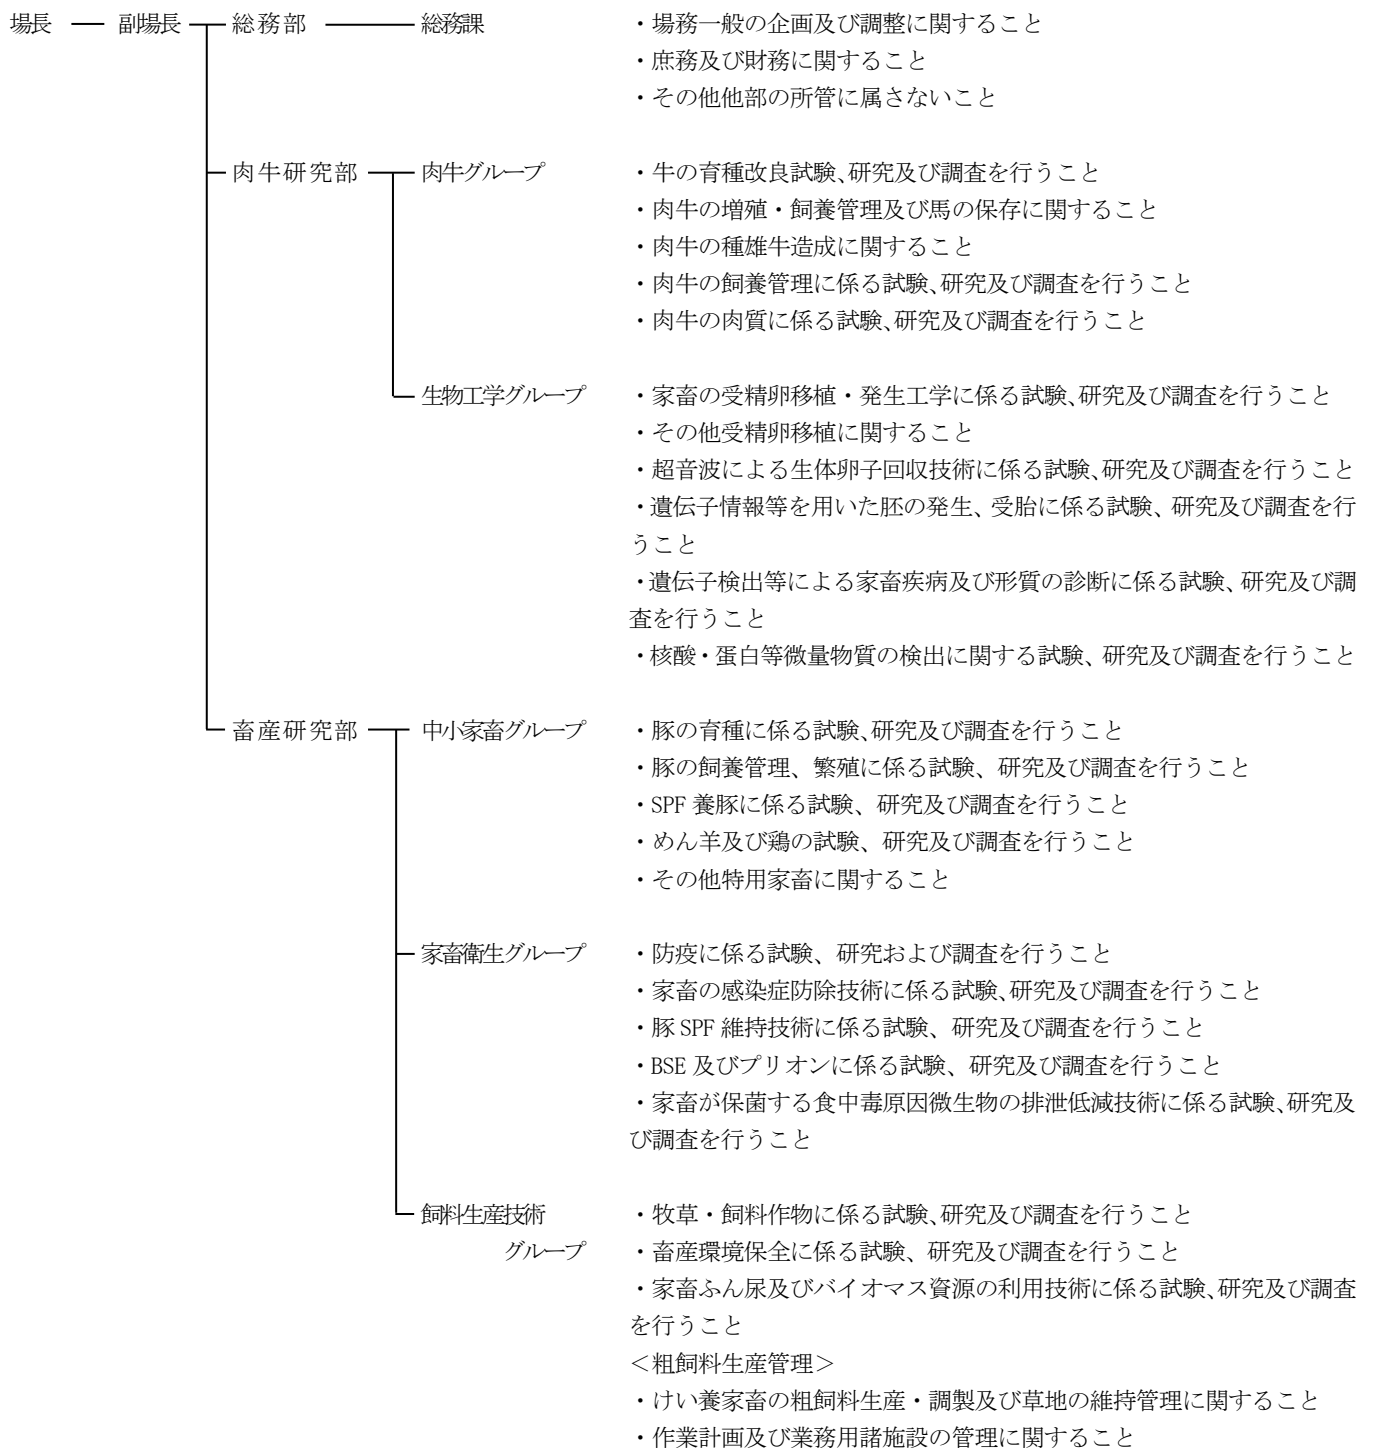 場長 副場長 総務部 総務課 ・場務一般の企画及び調整に関すること
・庶務及び財務に関すること
・その他他部の所管に属さないこと
肉牛研究部 肉牛グループ ・牛の育種改良試験、研究及び調査を行うこと
・肉牛の増殖・飼養管理及び馬の保存に関すること
・肉牛の種雄牛造成に関すること
・肉牛の飼養管理に係る試験、研究及び調査を行うこと
・肉牛の肉質に係る試験、研究及び調査を行うこと
生物工学グループ ・家畜の受精卵移植・発生工学に係る試験、研究及び調査を行うこと
・その他受精卵移植に関すること
・超音波による生体卵子回収技術に係る試験、研究及び調査を行うこと
・遺伝子情報等を用いた胚の発生、受胎に係る試験、研究及び調査を行
うこと
・遺伝子検出等による家畜疾病及び形質の診断に係る試験、研究及び調
査を行うこと
・核酸・蛋白等微量物質の検出に関する試験、研究及び調査を行うこと
畜産研究部 中小家畜グループ ・豚の育種に係る試験、研究及び調査を行うこと
・豚の飼養管理、繁殖に係る試験、研究及び調査を行うこと
・SPF 養豚に係る試験、研究及び調査を行うこと
・めん羊及び鶏の試験、研究及び調査を行うこと
・その他特用家畜に関すること
家畜衛生グループ ・防疫に係る試験、研究および調査を行うこと
・家畜の感染症防除技術に係る試験、研究及び調査を行うこと
・豚 SPF 維持技術に係る試験、研究及び調査を行うこと
・BSE 及びプリオンに係る試験、研究及び調査を行うこと
・家畜が保菌する食中毒原因微生物の排泄低減技術に係る試験、研究及
び調査を行うこと
飼料生産技術 ・牧草・飼料作物に係る試験、研究及び調査を行うこと
グループ ・畜産環境保全に係る試験、研究及び調査を行うこと
・家畜ふん尿及びバイオマス資源の利用技術に係る試験、研究及び調査
を行うこと
＜粗飼料生産管理＞
・けい養家畜の粗飼料生産・調製及び草地の維持管理に関すること
・作業計画及び業務用諸施設の管理に関すること